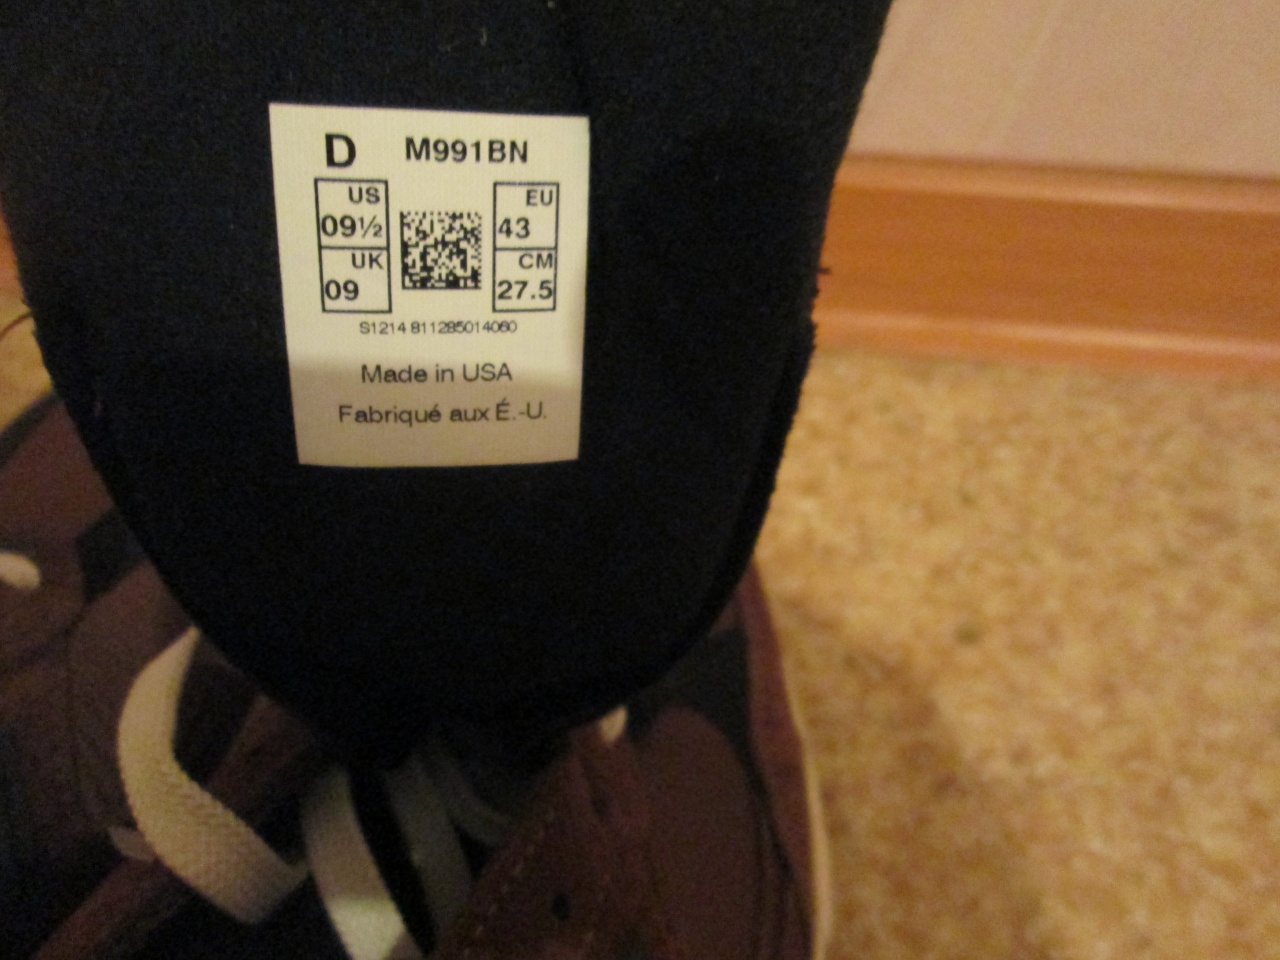 D M991BN
US EU
09½ 43
UK CM
09 27.5
S1214 811285014060
Made in USA
Fabriqué aux É.-U.